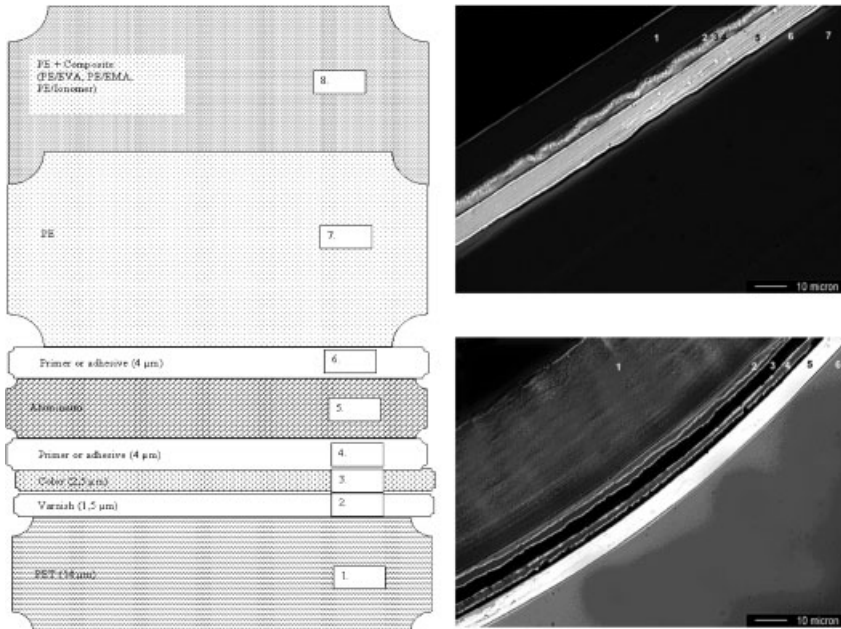 PE + Composite
(PE/EVA, PE/EMA,
PE/Ionomer)
8.
PE
7.
Primer or adhesive (4 µm)
6.
Aluminium
5.
Primer or adhesive (4 µm)
4.
Color (2,5 µm)
3.
Varnish (1,5 µm)
2.
PET (14µm)
1.
1 2 3 4 5 6 7
10 micron
1 2 3 4 5 6
10 micron